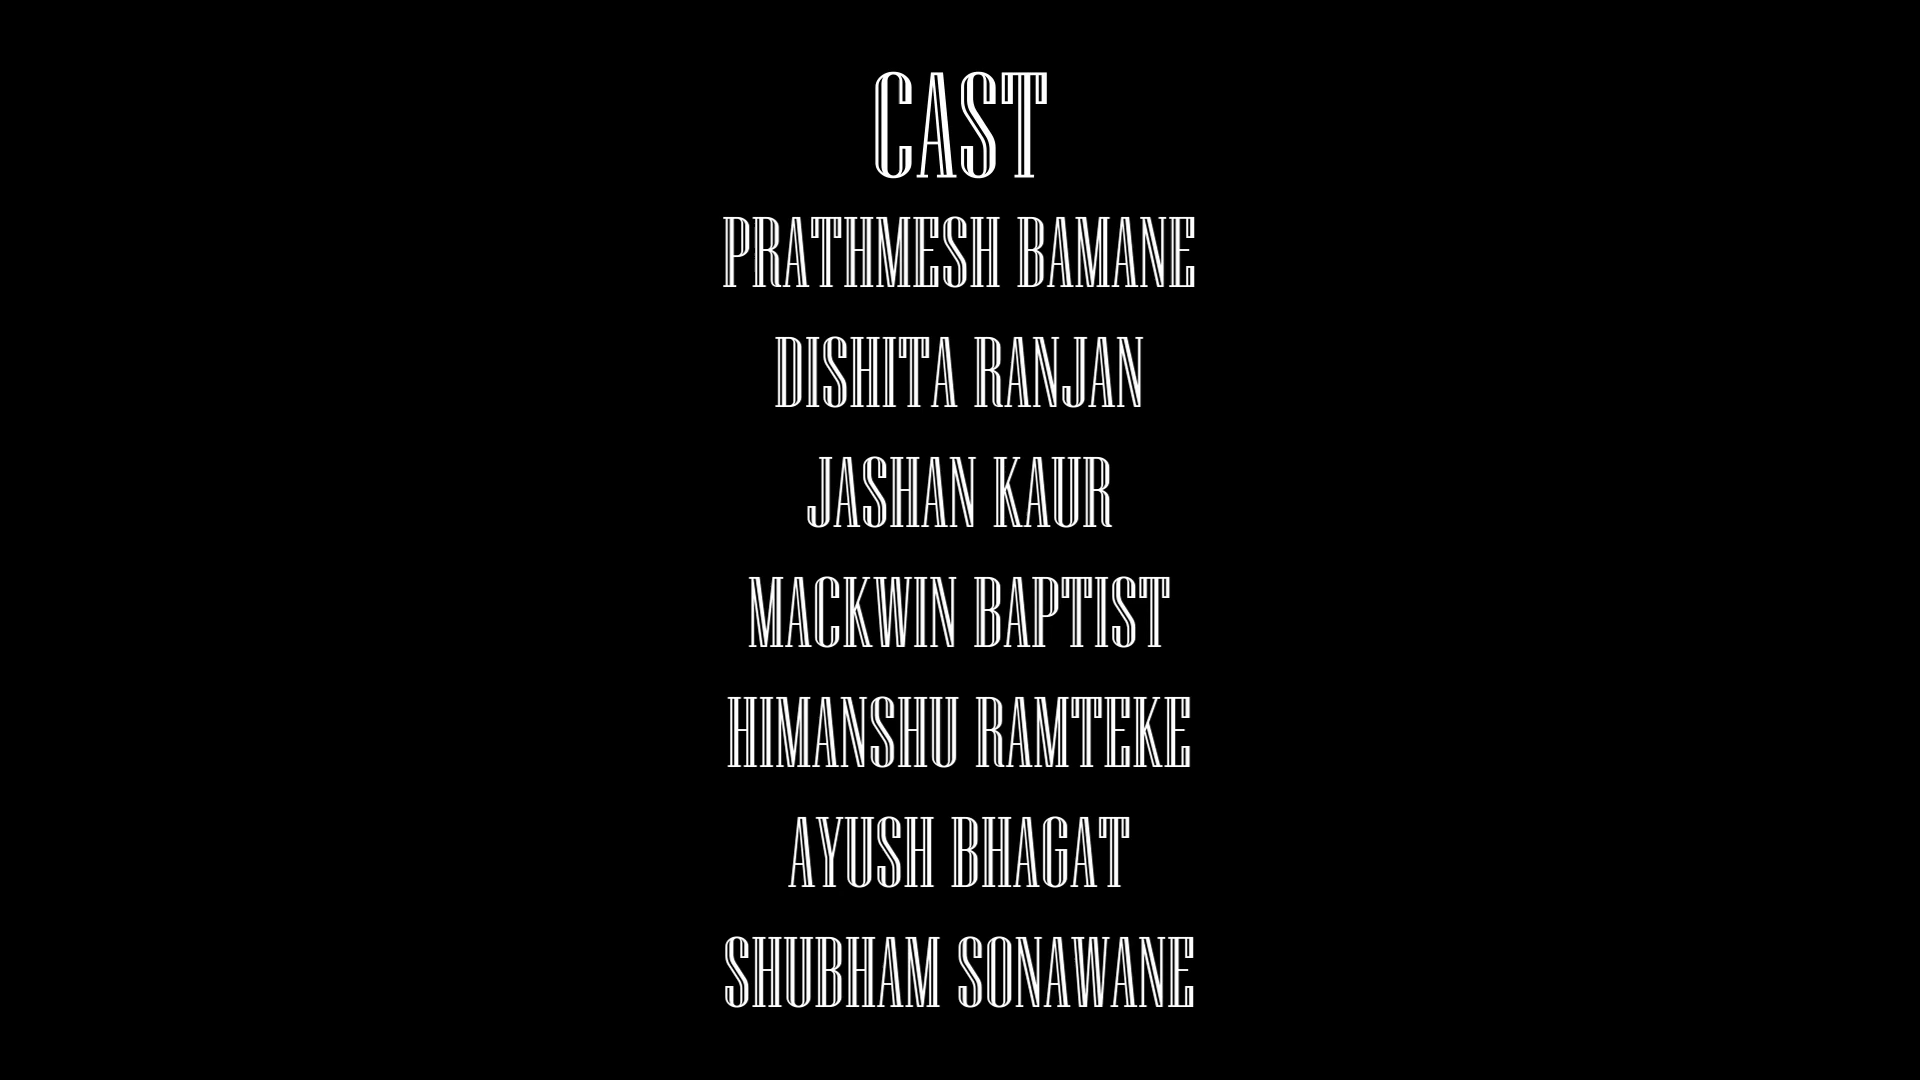 CAST
PRATHMESH BAMANE
DISHITA RANJAN
JASHAN KAUR
MACKWIN BAPTIST
HIMANSHU RAMTEKE
AYUSH BHAGAT
SHUBHAM SONAWANE